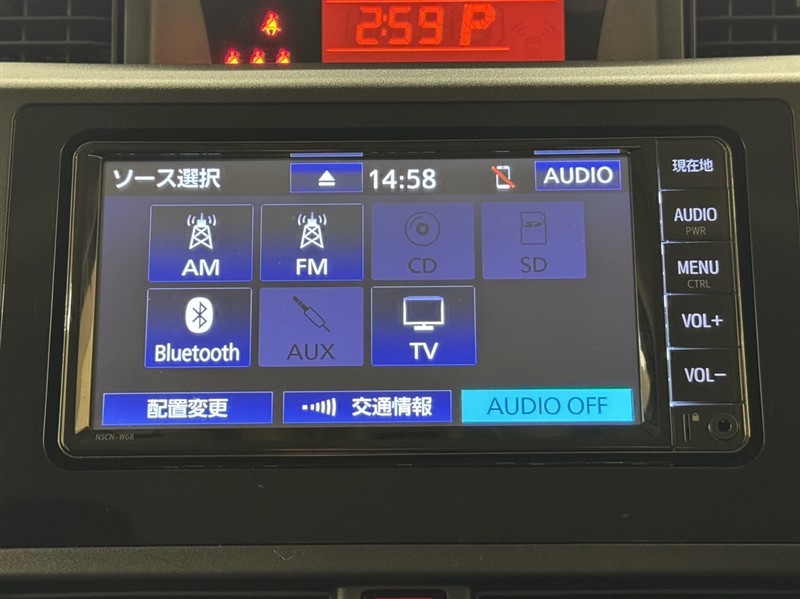 2:59 P
ソース選択
14:58
AUDIO
現在地
AM
FM
CD
SD
AUDIO
PWR
MENU
CTRL
Bluetooth
AUX
TV
VOL+
VOL-
配置変更
交通情報
AUDIO OFF
NSCN-W68